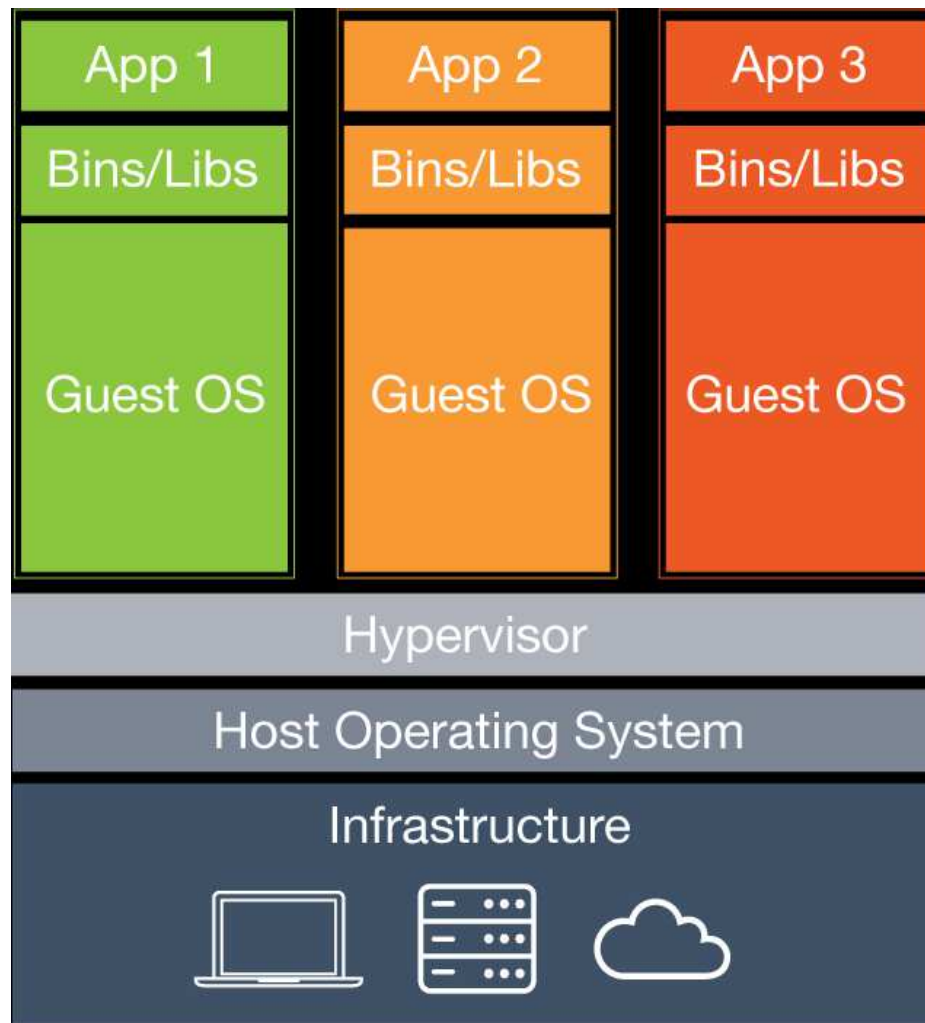 App 1
App 2
App 3
Bins/Libs
Bins/Libs
Bins/Libs
Guest OS
Guest OS
Guest OS
Hypervisor
Host Operating System
Infrastructure